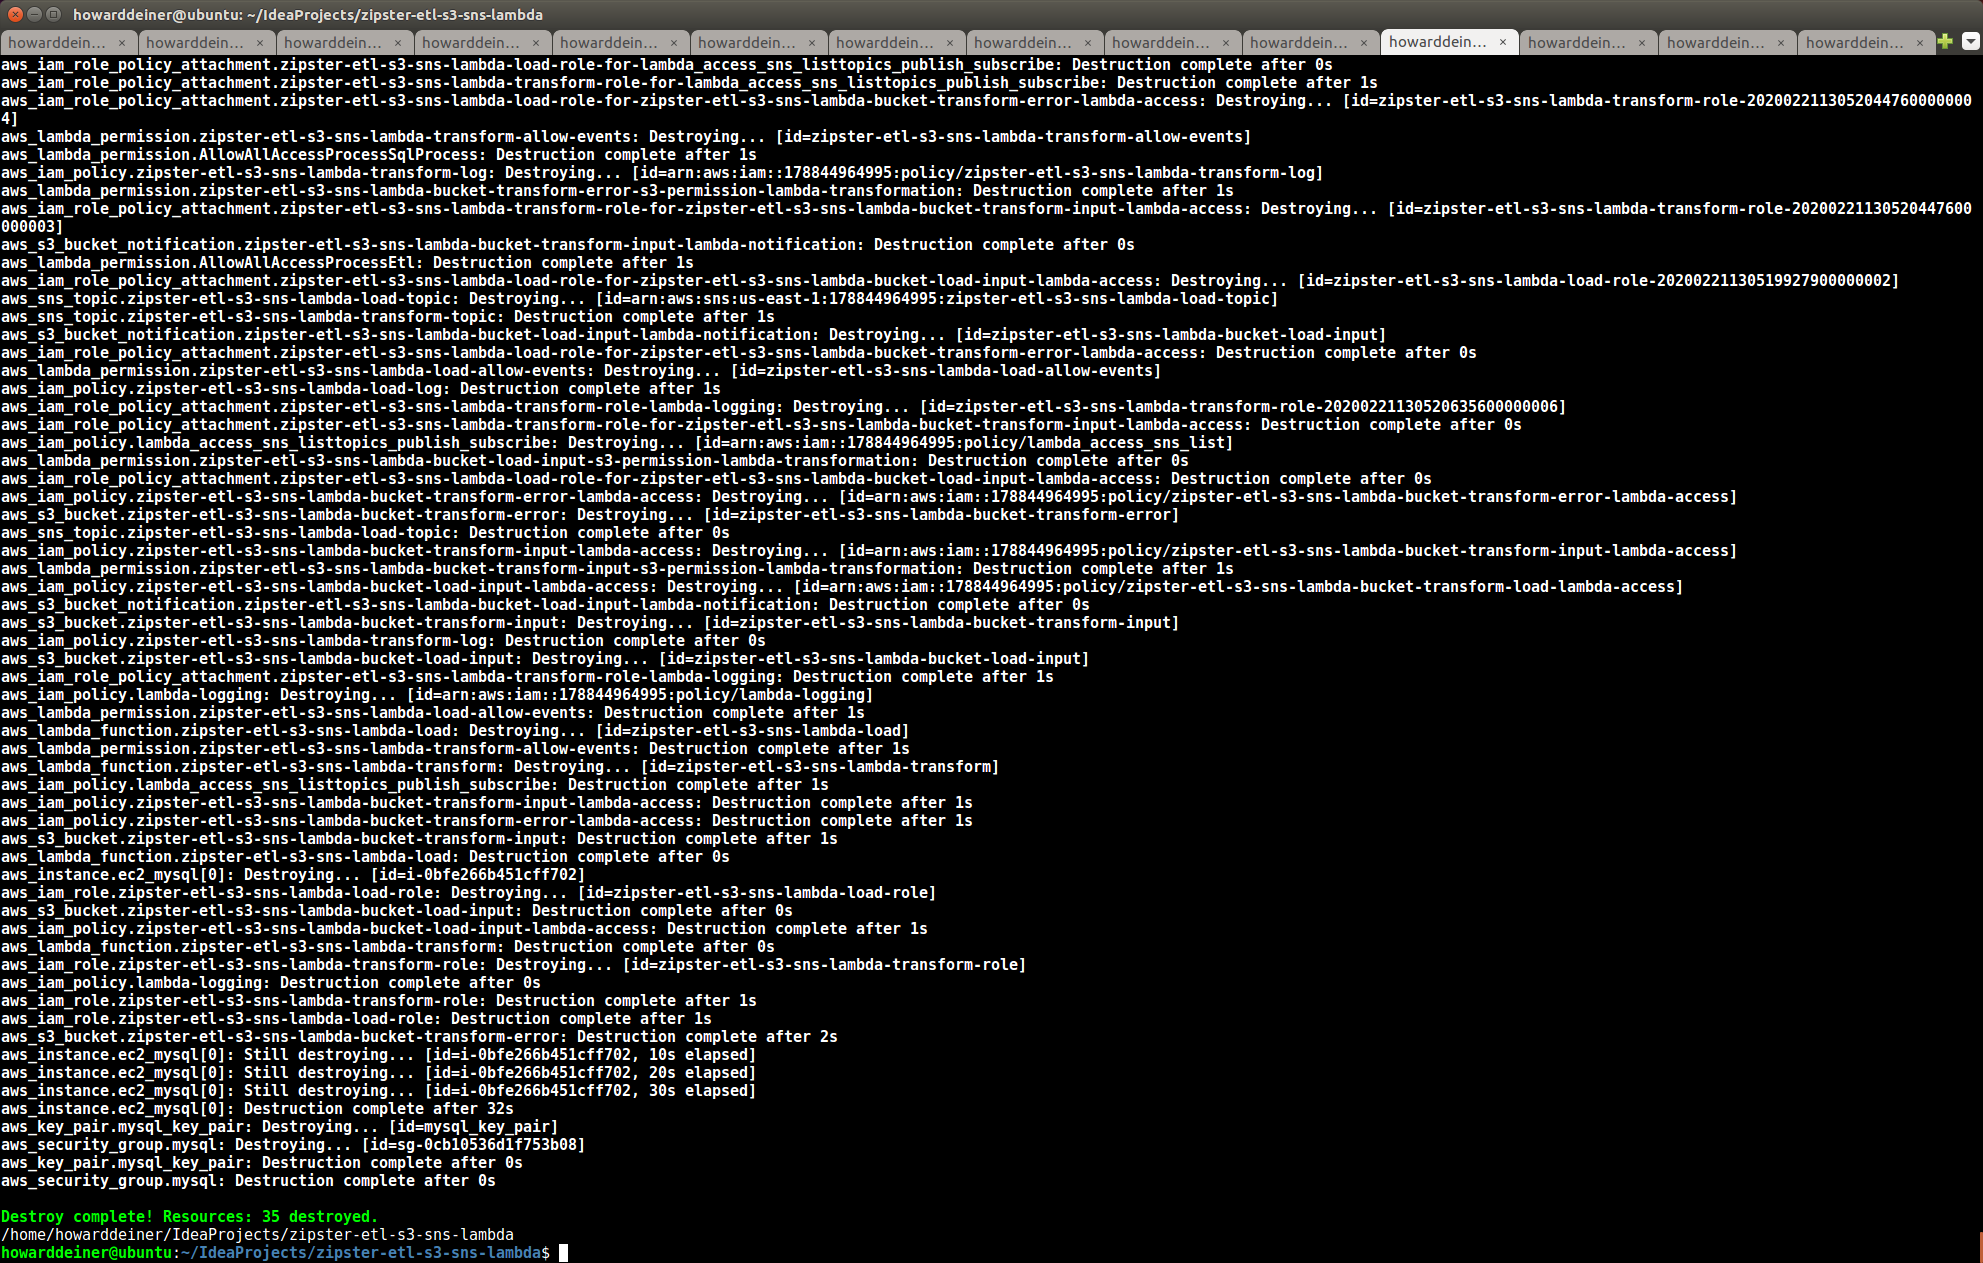 howarddeiner@ubuntu: ~/IdeaProjects/zipster-etl-s3-sns-lambda
howarddein... × howarddein... × howarddein... × howarddein... × howarddein... × howarddein... × howarddein... × howarddein... × howarddein... × howarddein... × howarddein... × howarddein... × howarddein... × howarddein... ×
aws_iam_role_policy_attachment.zipster-etl-s3-sns-lambda-load-role-for-lambda_access_sns_listtopics_publish_subscribe: Destruction complete after 0s
aws_iam_role_policy_attachment.zipster-etl-s3-sns-lambda-transform-role-for-lambda_access_sns_listtopics_publish_subscribe: Destruction complete after 1s
aws_iam_role_policy_attachment.zipster-etl-s3-sns-lambda-load-role-for-zipster-etl-s3-sns-lambda-bucket-transform-error-lambda-access: Destroying... [id=zipster-etl-s3-sns-lambda-transform-role-2020022113052044760000000
4]
aws_lambda_permission.zipster-etl-s3-sns-lambda-transform-allow-events: Destroying... [id=zipster-etl-s3-sns-lambda-transform-allow-events]
aws_lambda_permission.AllowAllAccessProcessSqlProcess: Destruction complete after 1s
aws_iam_policy.zipster-etl-s3-sns-lambda-transform-log: Destroying... [id=arn:aws:iam::178844964995:policy/zipster-etl-s3-sns-lambda-transform-log]
aws_lambda_permission.zipster-etl-s3-sns-lambda-bucket-transform-error-s3-permission-lambda-transformation: Destruction complete after 1s
aws_iam_role_policy_attachment.zipster-etl-s3-sns-lambda-transform-role-for-zipster-etl-s3-sns-lambda-bucket-transform-input-lambda-access: Destroying... [id=zipster-etl-s3-sns-lambda-transform-role-20200221130520447600
000003]
aws_s3_bucket_notification.zipster-etl-s3-sns-lambda-bucket-transform-input-lambda-notification: Destruction complete after 0s
aws_lambda_permission.AllowAllAccessProcessEtl: Destruction complete after 1s
aws_iam_role_policy_attachment.zipster-etl-s3-sns-lambda-load-role-for-zipster-etl-s3-sns-lambda-bucket-load-input-lambda-access: Destroying... [id=zipster-etl-s3-sns-lambda-load-role-20200221130519927900000002]
aws_sns_topic.zipster-etl-s3-sns-lambda-load-topic: Destroying... [id=arn:aws:sns:us-east-1:178844964995:zipster-etl-s3-sns-lambda-load-topic]
aws_sns_topic.zipster-etl-s3-sns-lambda-transform-topic: Destruction complete after 1s
aws_s3_bucket_notification.zipster-etl-s3-sns-lambda-bucket-load-input-lambda-notification: Destroying... [id=zipster-etl-s3-sns-lambda-bucket-load-input]
aws_iam_role_policy_attachment.zipster-etl-s3-sns-lambda-load-role-for-zipster-etl-s3-sns-lambda-bucket-transform-error-lambda-access: Destruction complete after 0s
aws_lambda_permission.zipster-etl-s3-sns-lambda-load-allow-events: Destroying... [id=zipster-etl-s3-sns-lambda-load-allow-events]
aws_iam_policy.zipster-etl-s3-sns-lambda-load-log: Destruction complete after 1s
aws_iam_role_policy_attachment.zipster-etl-s3-sns-lambda-transform-role-lambda-logging: Destroying... [id=zipster-etl-s3-sns-lambda-transform-role-20200221130520635600000006]
aws_iam_role_policy_attachment.zipster-etl-s3-sns-lambda-transform-role-for-zipster-etl-s3-sns-lambda-bucket-transform-input-lambda-access: Destruction complete after 0s
aws_iam_policy.lambda_access_sns_listtopics_publish_subscribe: Destroying... [id=arn:aws:iam::178844964995:policy/lambda_access_sns_list]
aws_lambda_permission.zipster-etl-s3-sns-lambda-bucket-load-input-s3-permission-lambda-transformation: Destruction complete after 0s
aws_iam_role_policy_attachment.zipster-etl-s3-sns-lambda-load-role-for-zipster-etl-s3-sns-lambda-bucket-load-input-lambda-access: Destruction complete after 0s
aws_iam_policy.zipster-etl-s3-sns-lambda-bucket-transform-error-lambda-access: Destroying... [id=arn:aws:iam::178844964995:policy/zipster-etl-s3-sns-lambda-bucket-transform-error-lambda-access]
aws_s3_bucket.zipster-etl-s3-sns-lambda-bucket-transform-error: Destroying... [id=zipster-etl-s3-sns-lambda-bucket-transform-error]
aws_sns_topic.zipster-etl-s3-sns-lambda-load-topic: Destruction complete after 0s
aws_iam_policy.zipster-etl-s3-sns-lambda-bucket-transform-input-lambda-access: Destroying... [id=arn:aws:iam::178844964995:policy/zipster-etl-s3-sns-lambda-bucket-transform-input-lambda-access]
aws_lambda_permission.zipster-etl-s3-sns-lambda-bucket-transform-input-s3-permission-lambda-transformation: Destruction complete after 1s
aws_iam_policy.zipster-etl-s3-sns-lambda-bucket-load-input-lambda-access: Destroying... [id=arn:aws:iam::178844964995:policy/zipster-etl-s3-sns-lambda-bucket-transform-load-lambda-access]
aws_s3_bucket_notification.zipster-etl-s3-sns-lambda-bucket-load-input-lambda-notification: Destruction complete after 0s
aws_s3_bucket.zipster-etl-s3-sns-lambda-bucket-transform-input: Destroying... [id=zipster-etl-s3-sns-lambda-bucket-transform-input]
aws_iam_policy.zipster-etl-s3-sns-lambda-transform-log: Destruction complete after 0s
aws_s3_bucket.zipster-etl-s3-sns-lambda-bucket-load-input: Destroying... [id=zipster-etl-s3-sns-lambda-bucket-load-input]
aws_iam_role_policy_attachment.zipster-etl-s3-sns-lambda-transform-role-lambda-logging: Destruction complete after 1s
aws_iam_policy.lambda-logging: Destroying... [id=arn:aws:iam::178844964995:policy/lambda-logging]
aws_lambda_permission.zipster-etl-s3-sns-lambda-load-allow-events: Destruction complete after 1s
aws_lambda_function.zipster-etl-s3-sns-lambda-load: Destroying... [id=zipster-etl-s3-sns-lambda-load]
aws_lambda_permission.zipster-etl-s3-sns-lambda-transform-allow-events: Destruction complete after 1s
aws_lambda_function.zipster-etl-s3-sns-lambda-transform: Destroying... [id=zipster-etl-s3-sns-lambda-transform]
aws_iam_policy.lambda_access_sns_listtopics_publish_subscribe: Destruction complete after 1s
aws_iam_policy.zipster-etl-s3-sns-lambda-bucket-transform-input-lambda-access: Destruction complete after 1s
aws_iam_policy.zipster-etl-s3-sns-lambda-bucket-transform-error-lambda-access: Destruction complete after 1s
aws_s3_bucket.zipster-etl-s3-sns-lambda-bucket-transform-input: Destruction complete after 1s
aws_lambda_function.zipster-etl-s3-sns-lambda-load: Destruction complete after 0s
aws_instance.ec2_mysql[0]: Destroying... [id=i-0bfe266b451cff702]
aws_iam_role.zipster-etl-s3-sns-lambda-load-role: Destroying... [id=zipster-etl-s3-sns-lambda-load-role]
aws_s3_bucket.zipster-etl-s3-sns-lambda-bucket-load-input: Destruction complete after 0s
aws_iam_policy.zipster-etl-s3-sns-lambda-bucket-load-input-lambda-access: Destruction complete after 1s
aws_lambda_function.zipster-etl-s3-sns-lambda-transform: Destruction complete after 0s
aws_iam_role.zipster-etl-s3-sns-lambda-transform-role: Destroying... [id=zipster-etl-s3-sns-lambda-transform-role]
aws_iam_policy.lambda-logging: Destruction complete after 0s
aws_iam_role.zipster-etl-s3-sns-lambda-transform-role: Destruction complete after 1s
aws_iam_role.zipster-etl-s3-sns-lambda-load-role: Destruction complete after 1s
aws_s3_bucket.zipster-etl-s3-sns-lambda-bucket-transform-error: Destruction complete after 2s
aws_instance.ec2_mysql[0]: Still destroying... [id=i-0bfe266b451cff702, 10s elapsed]
aws_instance.ec2_mysql[0]: Still destroying... [id=i-0bfe266b451cff702, 20s elapsed]
aws_instance.ec2_mysql[0]: Still destroying... [id=i-0bfe266b451cff702, 30s elapsed]
aws_instance.ec2_mysql[0]: Destruction complete after 32s
aws_key_pair.mysql_key_pair: Destroying... [id=mysql_key_pair]
aws_security_group.mysql: Destroying... [id=sg-0cb10536d1f753b08]
aws_key_pair.mysql_key_pair: Destruction complete after 0s
aws_security_group.mysql: Destruction complete after 0s
Destroy complete! Resources: 35 destroyed.
/home/howarddeiner/IdeaProjects/zipster-etl-s3-sns-lambda
howarddeiner@ubuntu:~/IdeaProjects/zipster-etl-s3-sns-lambda$